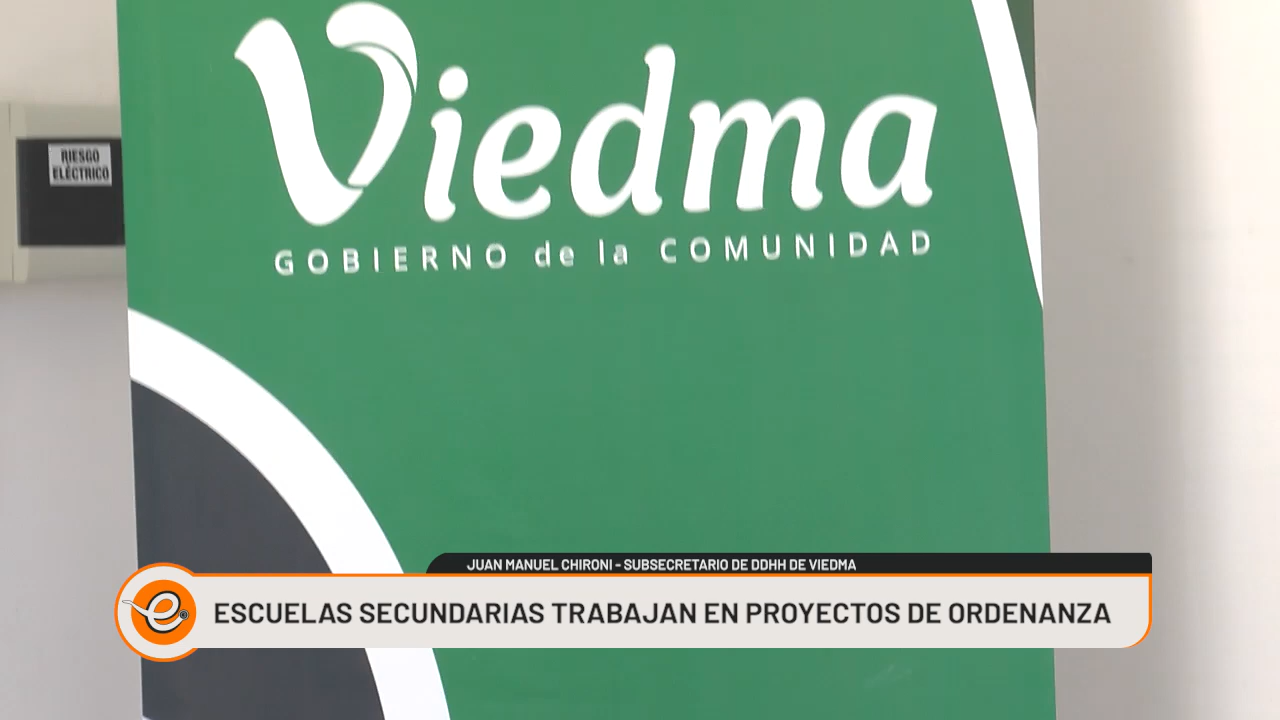 Viedma
GOBIERNO de la COMUNIDAD
RIESGO
ELÉCTRICO
JUAN MANUEL CHIRONI - SUBSECRETARIO DE DDHH DE VIEDMA
ESCUELAS SECUNDARIAS TRABAJAN EN PROYECTOS DE ORDENANZA